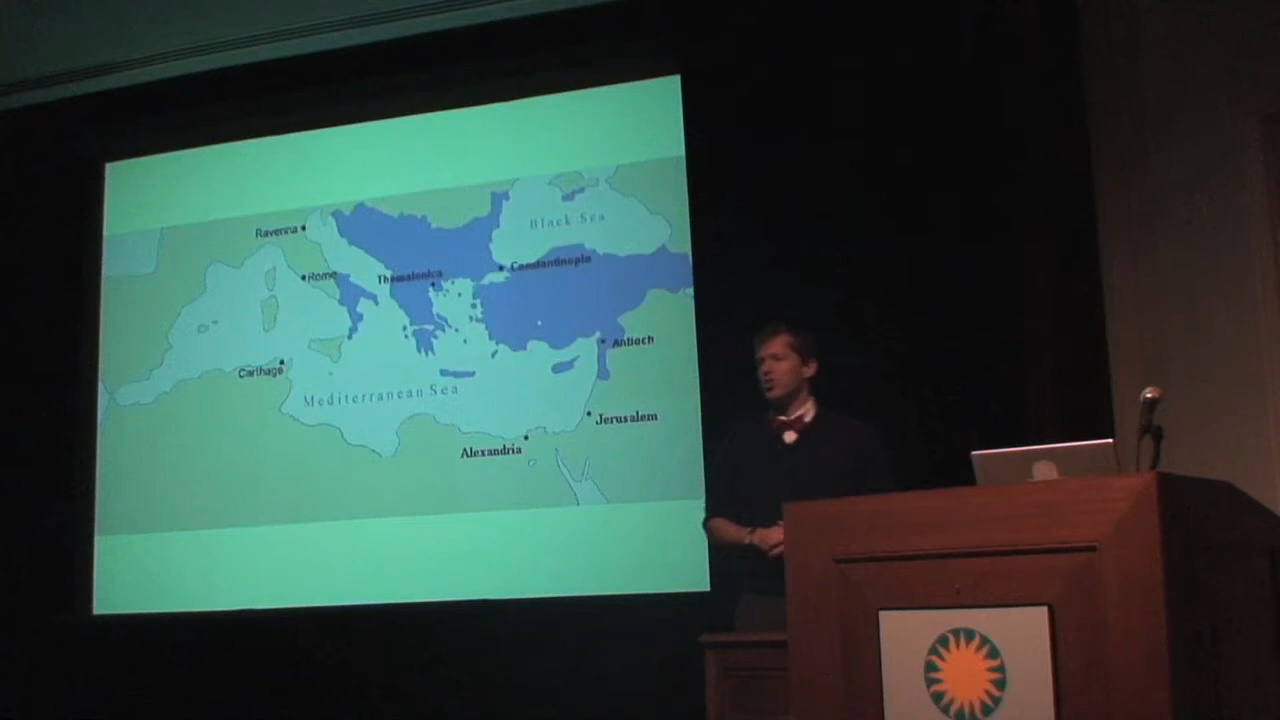 Black Sea
Ravenna
Constantinople
Rome
Thessalonica
Antioch
Carthage
Mediterranean Sea
Jerusalem
Alexandria